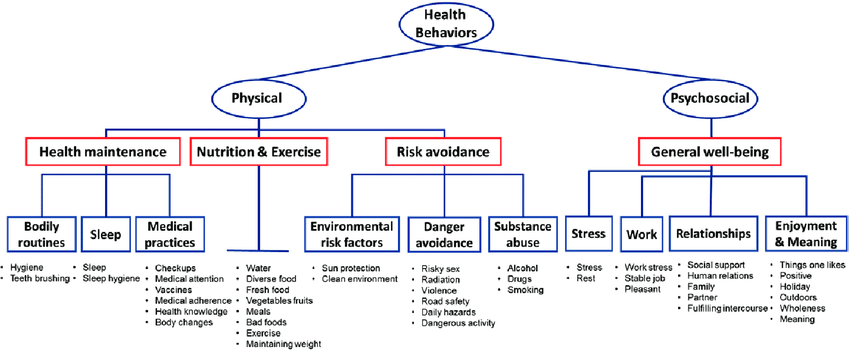 Health
Behaviors
Physical
Psychosocial
Health maintenance
Nutrition & Exercise
Risk avoidance
General well-being
Bodily
routines
Sleep
Medical
practices
Environmental
risk factors
Danger
avoidance
Substance
abuse
Stress
Work
Relationships
Enjoyment
& Meaning
• Hygiene
• Teeth brushing
• Sleep
• Sleep hygiene
• Checkups
• Medical attention
• Vaccines
• Medical adherence
• Health knowledge
• Body changes
• Water
• Diverse food
• Fresh food
• Vegetables fruits
• Meals
• Bad foods
• Exercise
• Maintaining weight
• Sun protection
• Clean environment
• Risky sex
• Radiation
• Violence
• Road safety
• Daily hazards
• Dangerous activity
• Alcohol
• Drugs
• Smoking
• Stress
• Rest
• Work stress
• Stable job
• Pleasant
• Social support
• Human relations
• Family
• Partner
• Fulfilling intercourse
• Things one likes
• Positive
• Holiday
• Outdoors
• Wholeness
• Meaning